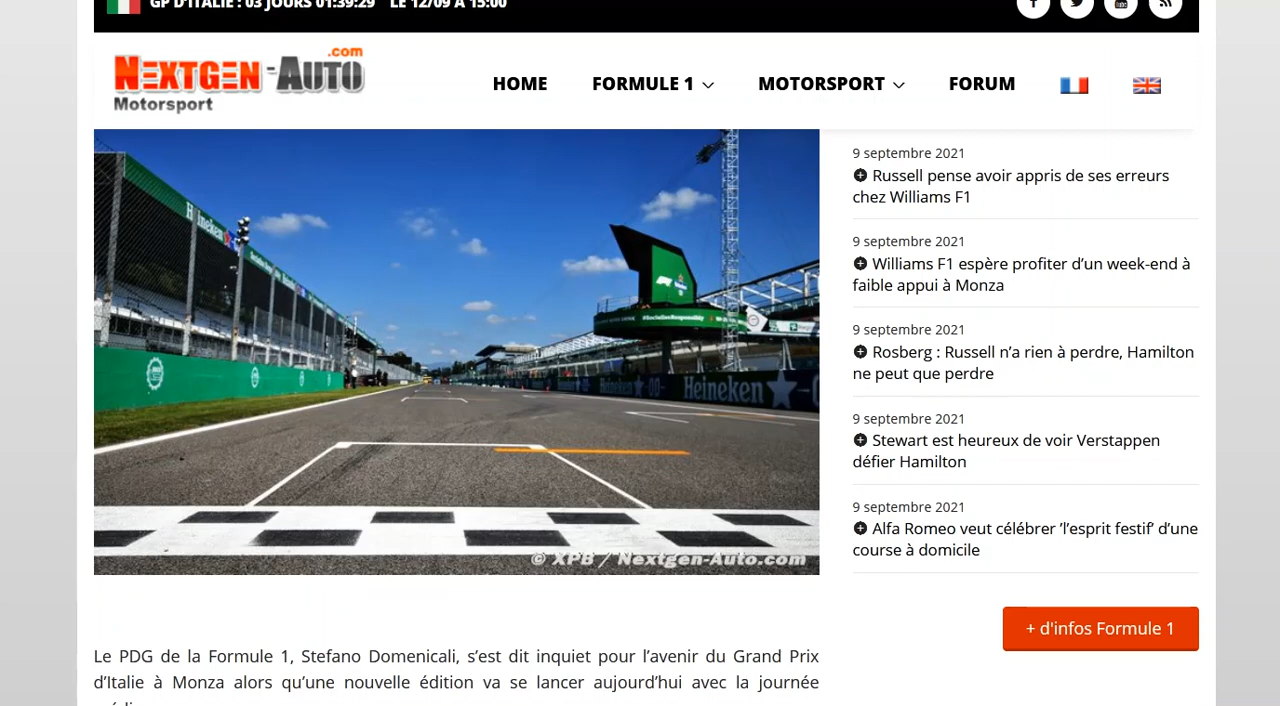 GP D'ITALIE : 03 JOURS 01:39:29 LE 12/09 À 15:00
NEXTGEN-AUTO.com
Motorsport
HOME FORMULE 1 MOTORSPORT FORUM
Heineken
Heineken
© XPB / Nextgen-Auto.com
9 septembre 2021
Russell pense avoir appris de ses erreurs
chez Williams F1
9 septembre 2021
Williams F1 espère profiter d’un week-end à
faible appui à Monza
9 septembre 2021
Rosberg : Russell n’a rien à perdre, Hamilton
ne peut que perdre
9 septembre 2021
Stewart est heureux de voir Verstappen
défier Hamilton
9 septembre 2021
Alfa Romeo veut célébrer ’l’esprit festif’ d’une
course à domicile
+ d'infos Formule 1
Le PDG de la Formule 1, Stefano Domenicali, s’est dit inquiet pour l’avenir du Grand Prix
d’Italie à Monza alors qu’une nouvelle édition va se lancer aujourd’hui avec la journée